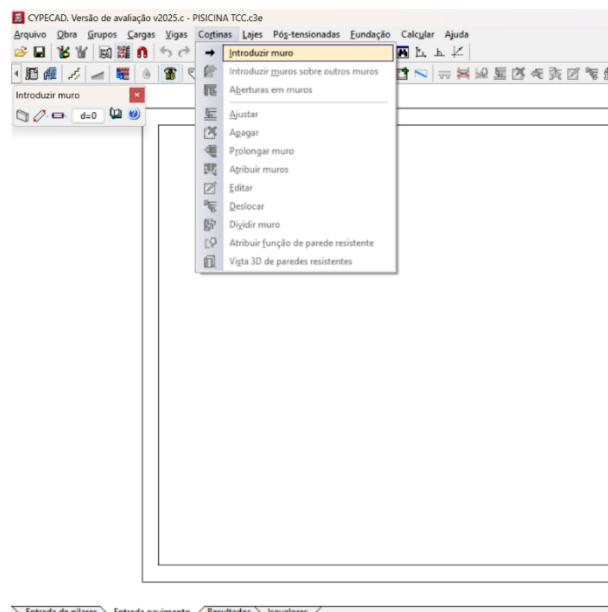 CYPECAD. Versão de avaliação v2025.c - PISICINA TCC.c3e
Arquivo Obra Grupos Cargas Vigas Cortinas Lajes Pós-tensionadas Eundação Calcular Ajuda
Introduzir muro
Introduzir muros sobre outros muros
Aberturas em muros
Introduzir muro
d=0
Ajustar
Apagar
Prolongar muro
Atribuir muros
Editar
Deslocar
Dividir muro
Atribuir função de parede resistente
Vista 3D de paredes resistentes
Entrada de pilares Entrada pavimento Resultados Isovalores